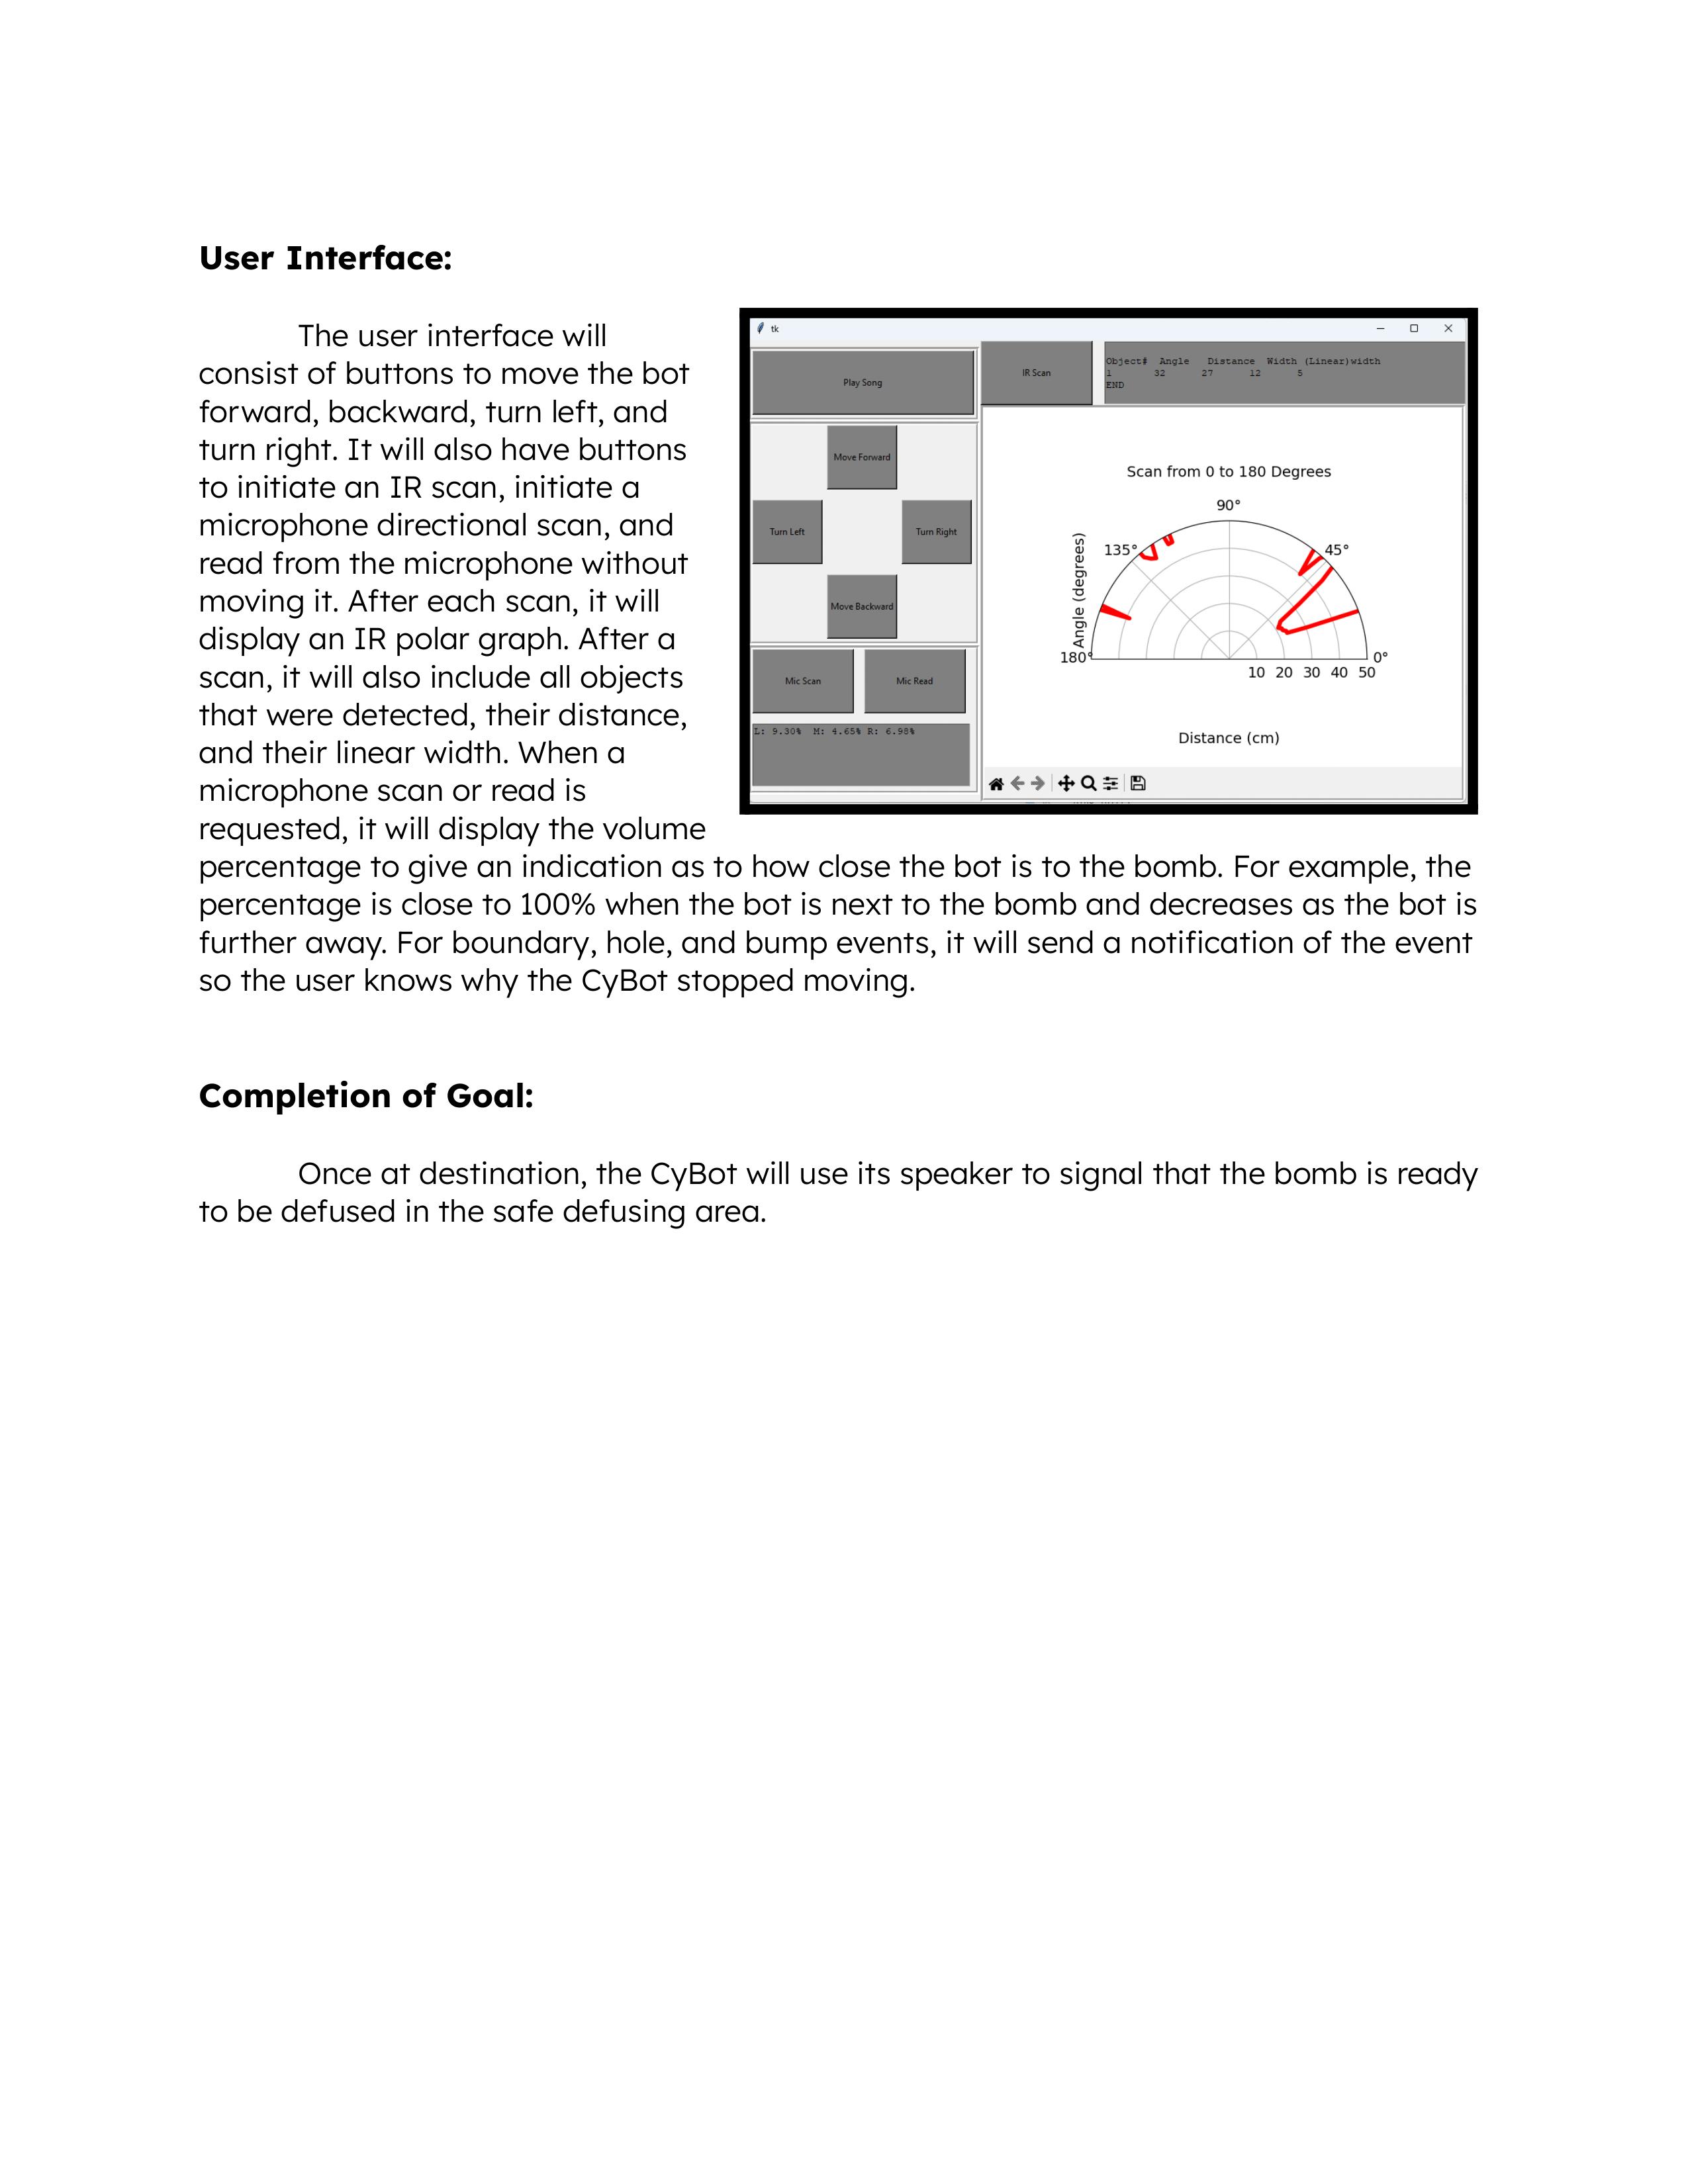 User Interface:
The user interface will
consist of buttons to move the bot
forward, backward, turn left, and
turn right. It will also have buttons
to initiate an IR scan, initiate a
microphone directional scan, and
read from the microphone without
moving it. After each scan, it will
display an IR polar graph. After a
scan, it will also include all objects
that were detected, their distance,
and their linear width. When a
microphone scan or read is
requested, it will display the volume
percentage to give an indication as to how close the bot is to the bomb. For example, the
percentage is close to 100% when the bot is next to the bomb and decreases as the bot is
further away. For boundary, hole, and bump events, it will send a notification of the event
so the user knows why the CyBot stopped moving.
tk
Play Song
Move Forward
Turn Left
Turn Right
Move Backward
Mic Scan
Mic Read
L: 9.30% M: 4.65% R: 6.98%
IR Scan
Object# Angle Distance Width (Linear)width
1 32 27 12 5
END
Scan from 0 to 180 Degrees
90°
135°
45°
Angle (degrees)
180°
0°
10 20 30 40 50
Distance (cm)
Completion of Goal:
Once at destination, the CyBot will use its speaker to signal that the bomb is ready
to be defused in the safe defusing area.